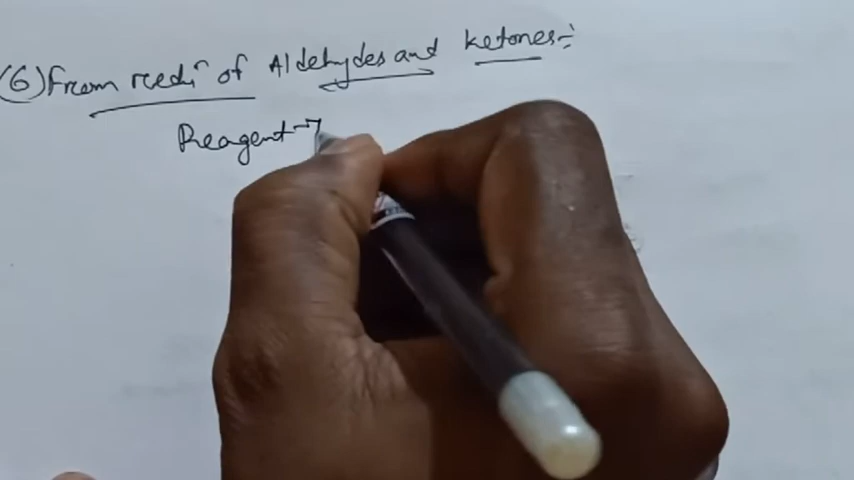 (6) From redn of Aldehydes and ketones:-
Reagent →